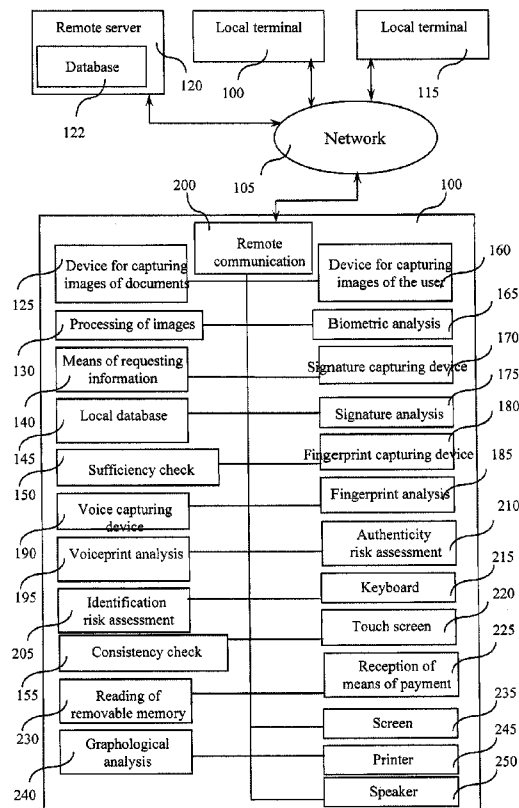 Remote server
Database
120
122
Local terminal
100
Local terminal
115
Network
105
200
100
Remote
communication
Device for capturing
images of documents
125
Device for capturing
images of the user
160
Processing of images
130
Biometric analysis
165
Means of requesting
information
140
Signature capturing device
170
Local database
145
Signature analysis
175
Sufficiency check
150
Fingerprint capturing device
180
Voice capturing
device
190
Fingerprint analysis
185
Voiceprint analysis
195
Authenticity
risk assessment
210
Identification
risk assessment
205
Keyboard
215
Consistency check
155
Touch screen
220
Reading of
removable memory
230
Reception of
means of payment
225
Graphological
analysis
240
Screen
235
Printer
245
Speaker
250